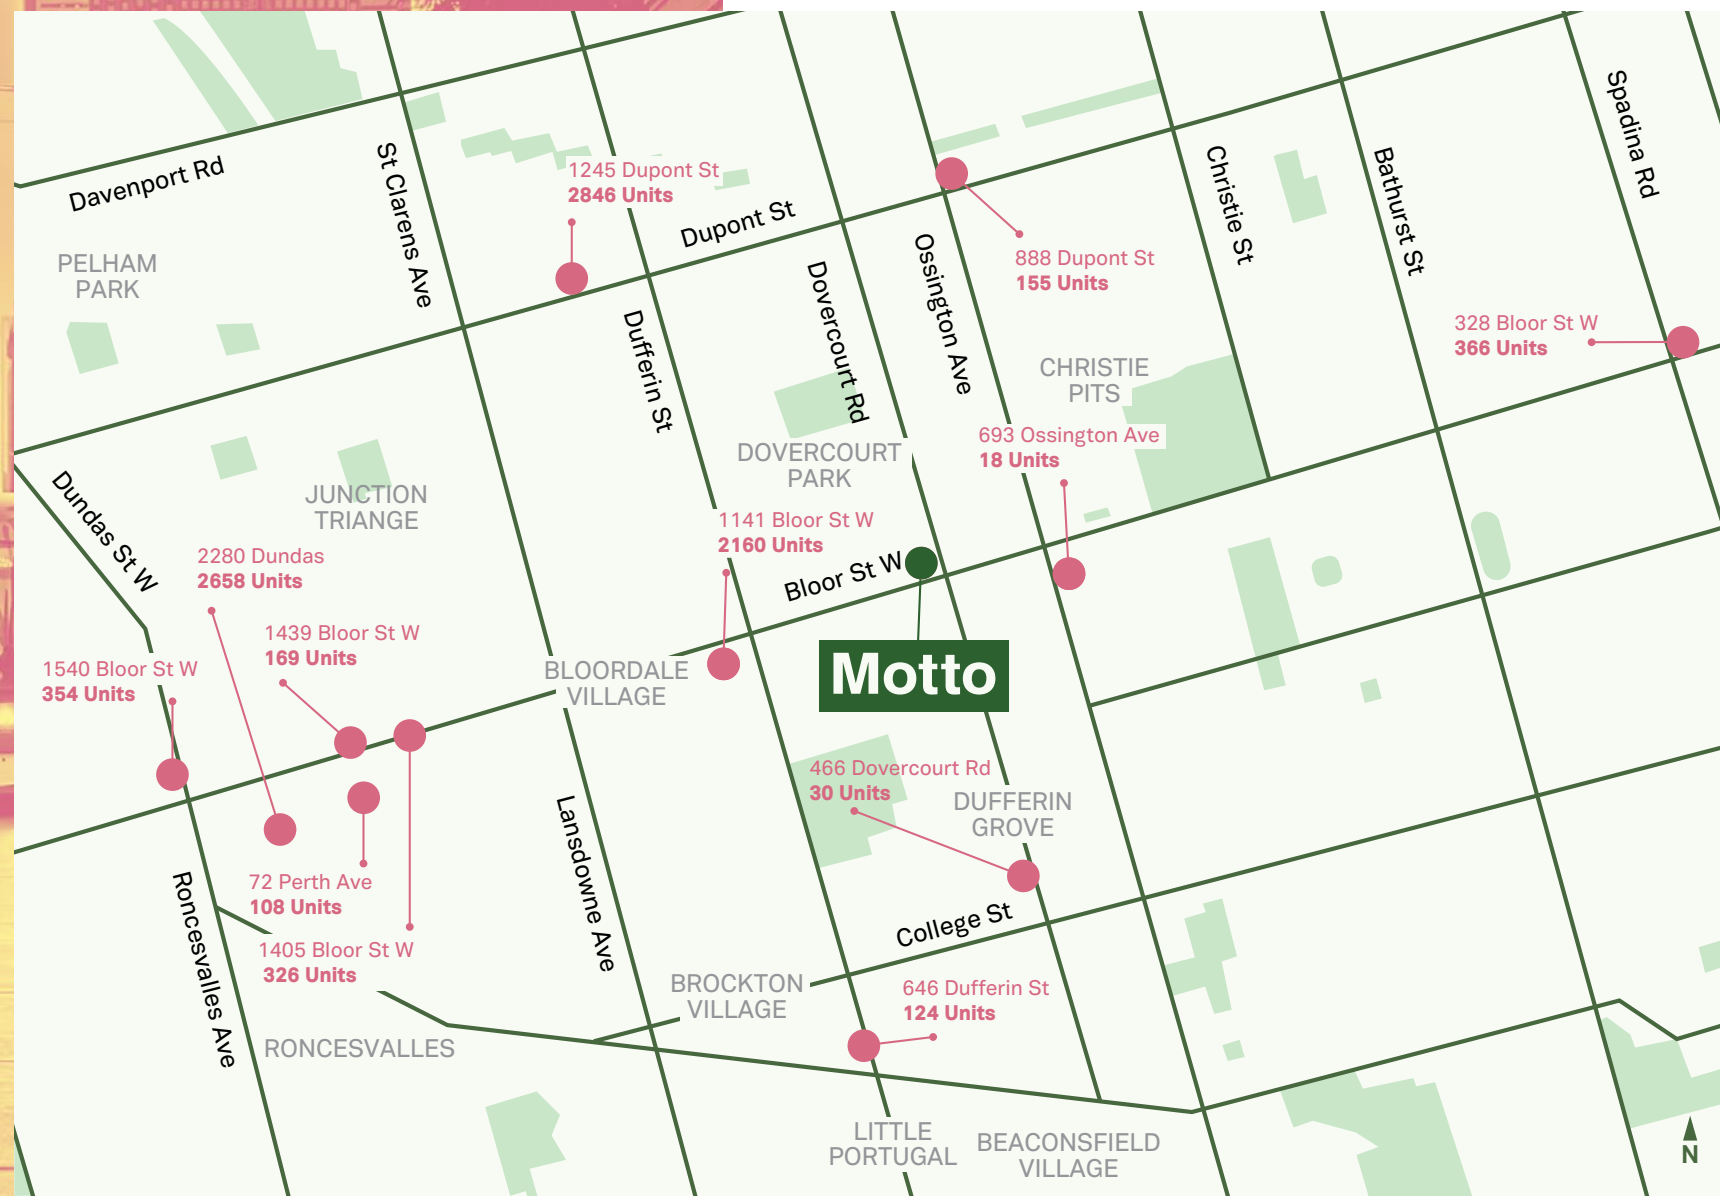 Davenport Rd
St Clarens Ave
1245 Dupont St
2846 Units
Dupont St
Spadina Rd
Christie St
Bathurst St
PELHAM
PARK
888 Dupont St
155 Units
Ossington Ave
Dovercourt Rd
Dufferin St
328 Bloor St W
366 Units
CHRISTIE
PITS
693 Ossington Ave
18 Units
DOVERCOURT
PARK
Dundas St W
JUNCTION
TRIANGE
1141 Bloor St W
2160 Units
Bloor St W
2280 Dundas
2658 Units
1439 Bloor St W
169 Units
1540 Bloor St W
354 Units
BLOORDALE
VILLAGE
Motto
466 Dovercourt Rd
30 Units
DUFFERIN
GROVE
Lansdowne Ave
Roncesvalles Ave
72 Perth Ave
108 Units
1405 Bloor St W
326 Units
College St
BROCKTON
VILLAGE
646 Dufferin St
124 Units
RONCESVALLES
LITTLE
PORTUGAL
BEACONSFIELD
VILLAGE
N